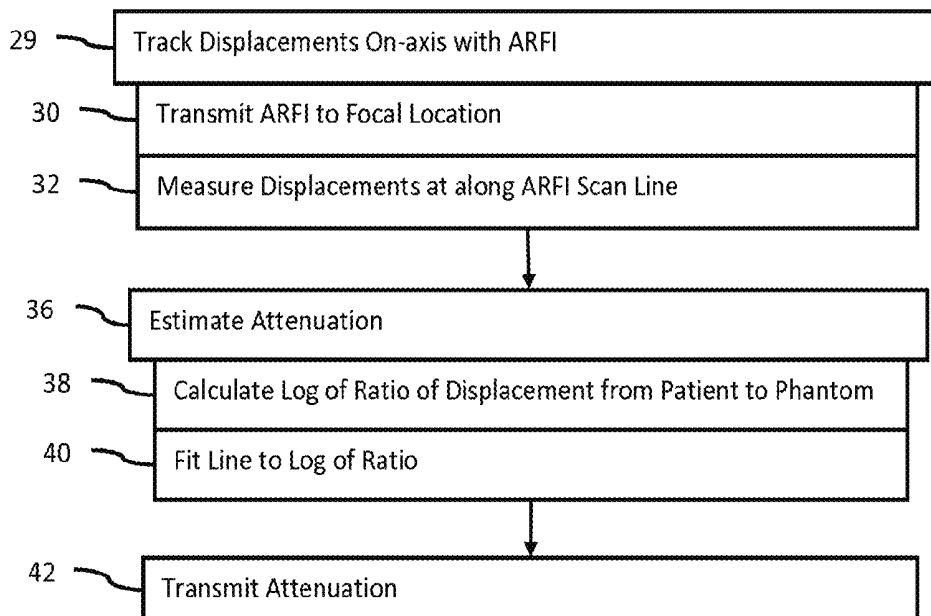 29 Track Displacements On-axis with ARFI
30 Transmit ARFI to Focal Location
32 Measure Displacements at along ARFI Scan Line
36 Estimate Attenuation
38 Calculate Log of Ratio of Displacement from Patient to Phantom
40 Fit Line to Log of Ratio
42 Transmit Attenuation